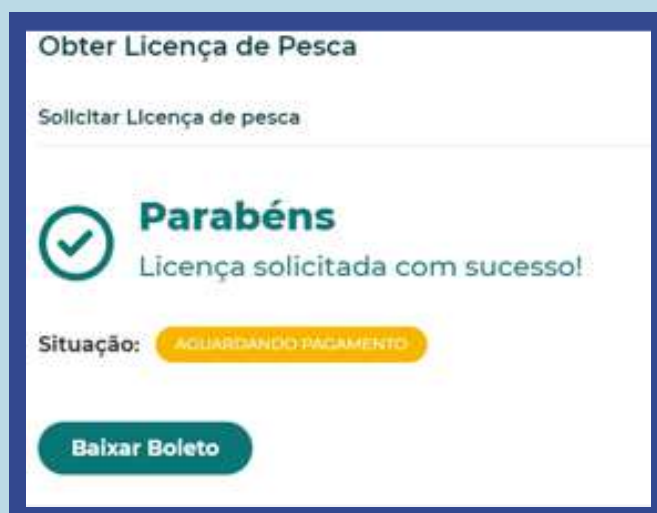 Obter Licença de Pesca
Solicitar Licença de pesca
Parabéns
Licença solicitada com sucesso!
Situação: AGUARDANDO PAGAMENTO
Baixar Boleto